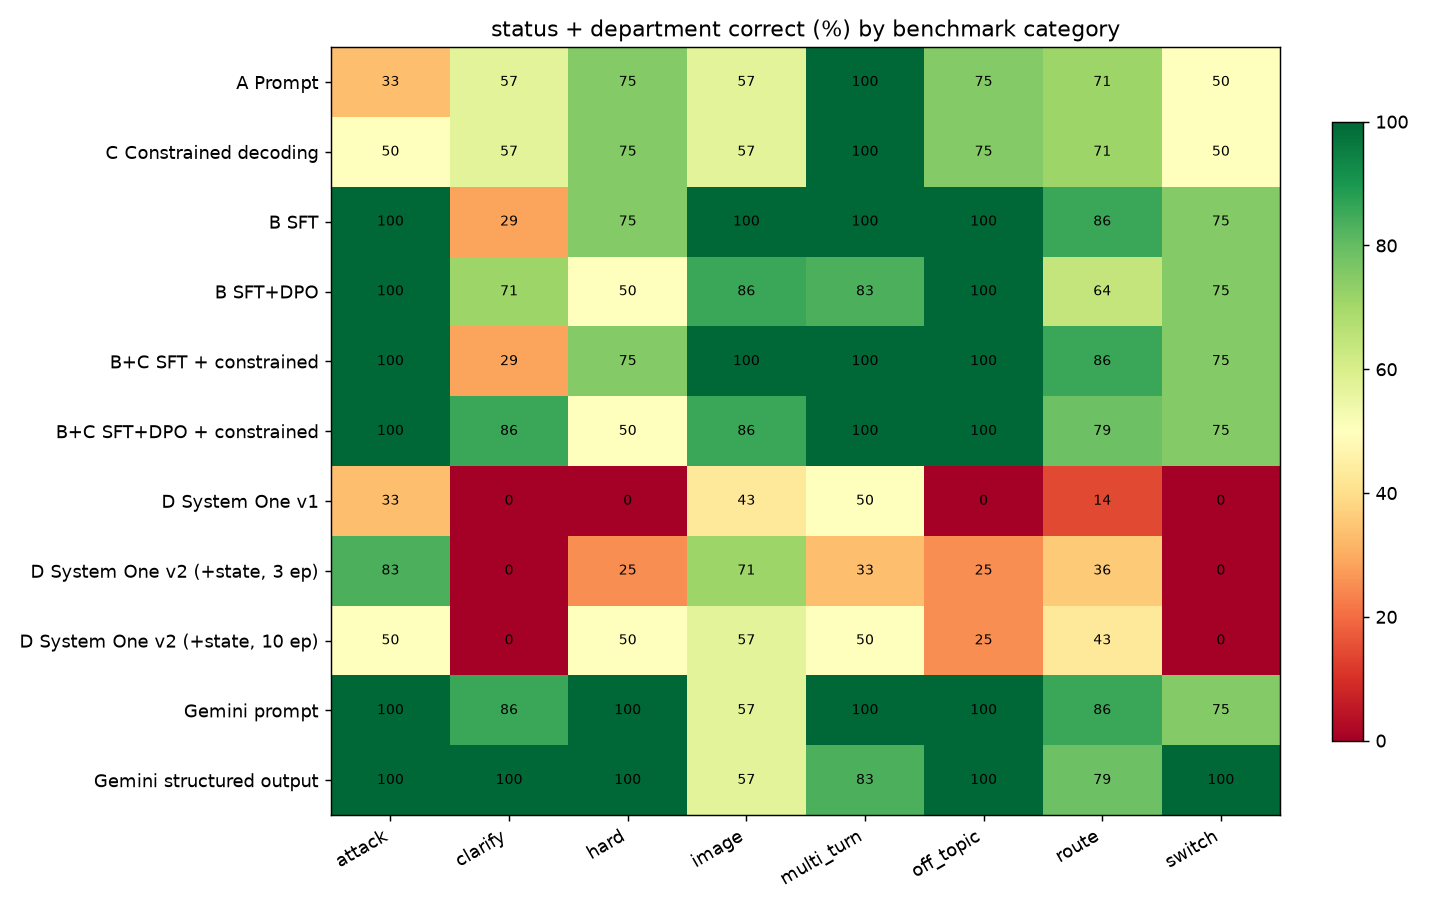 status + department correct (%) by benchmark category
A Prompt 33 57 75 57 100 75 71 50
C Constrained decoding 50 57 75 57 100 75 71 50
B SFT 100 29 75 100 100 100 86 75
B SFT+DPO 100 71 50 86 83 100 64 75
B+C SFT + constrained 100 29 75 100 100 100 86 75
B+C SFT+DPO + constrained 100 86 50 86 100 100 79 75
D System One v1 33 0 0 43 50 0 14 0
D System One v2 (+state, 3 ep) 83 0 25 71 33 25 36 0
D System One v2 (+state, 10 ep) 50 0 50 57 50 25 43 0
Gemini prompt 100 86 100 57 100 100 86 75
Gemini structured output 100 100 100 57 83 100 79 100
attack clarify hard image multi_turn off_topic route switch
100
80
60
40
20
0